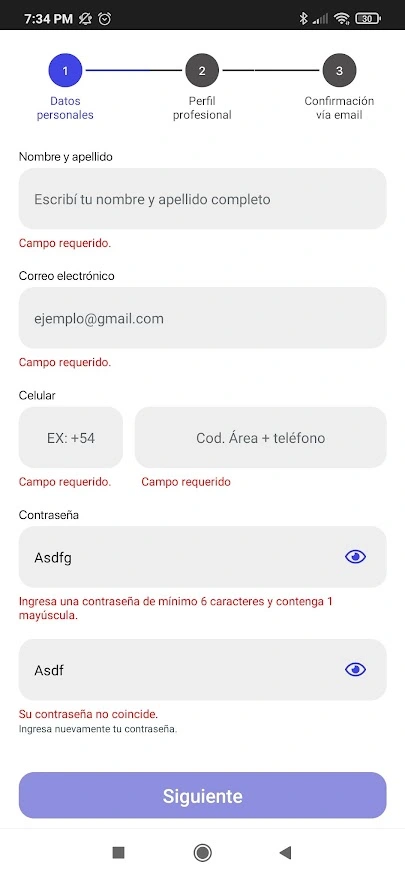 7:34 PM 30
1 2 3
Datos personales
Perfil profesional
Confirmación vía email
Nombre y apellido
Escribí tu nombre y apellido completo
Campo requerido.
Correo electrónico
ejemplo@gmail.com
Campo requerido.
Celular
EX: +54 Cod. Área + teléfono
Campo requerido. Campo requerido
Contraseña
Asdfg
Ingresa una contraseña de mínimo 6 caracteres y contenga 1
mayúscula.
Asdf
Su contraseña no coincide.
Ingresa nuevamente tu contraseña.
Siguiente